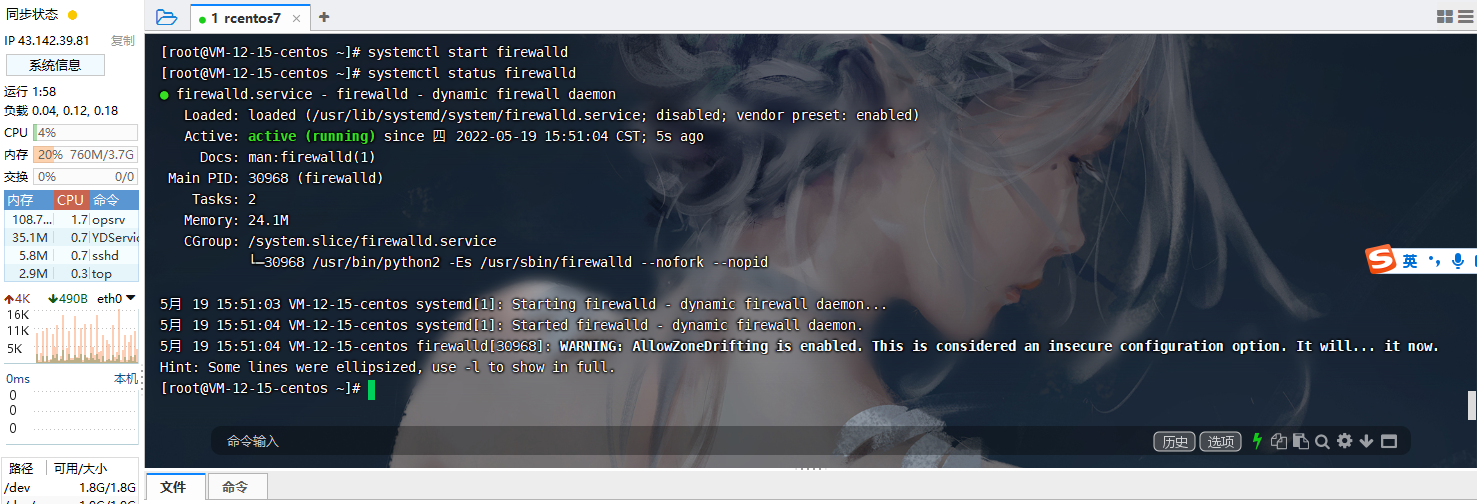 同步状态
IP 43.142.39.81 复制
系统信息
运行 1:58
负载 0.04, 0.12, 0.18
CPU 4%
内存 20% 760M/3.7G
交换 0% 0/0
内存 CPU 命令
108.7... 1.7 opsrv
35.1M 0.7 YDServic
5.8M 0.7 sshd
2.9M 0.3 top
4K 490B eth0
16K
11K
5K
0ms 本机
0
0
0
路径 可用/大小
/dev 1.8G/1.8G
1 rcentos7
[root@VM-12-15-centos ~]# systemctl start firewalld
[root@VM-12-15-centos ~]# systemctl status firewalld
● firewalld.service - firewalld - dynamic firewall daemon
Loaded: loaded (/usr/lib/systemd/system/firewalld.service; disabled; vendor preset: enabled)
Active: active (running) since 四 2022-05-19 15:51:04 CST; 5s ago
Docs: man:firewalld(1)
Main PID: 30968 (firewalld)
Tasks: 2
Memory: 24.1M
CGroup: /system.slice/firewalld.service
└─30968 /usr/bin/python2 -Es /usr/sbin/firewalld --nofork --nopid
5月 19 15:51:03 VM-12-15-centos systemd[1]: Starting firewalld - dynamic firewall daemon...
5月 19 15:51:04 VM-12-15-centos systemd[1]: Started firewalld - dynamic firewall daemon.
5月 19 15:51:04 VM-12-15-centos firewalld[30968]: WARNING: AllowZoneDrifting is enabled. This is considered an insecure configuration option. It will... it now.
Hint: Some lines were ellipsized, use -l to show in full.
[root@VM-12-15-centos ~]#
S 英
命令输入 历史 选项
文件 命令